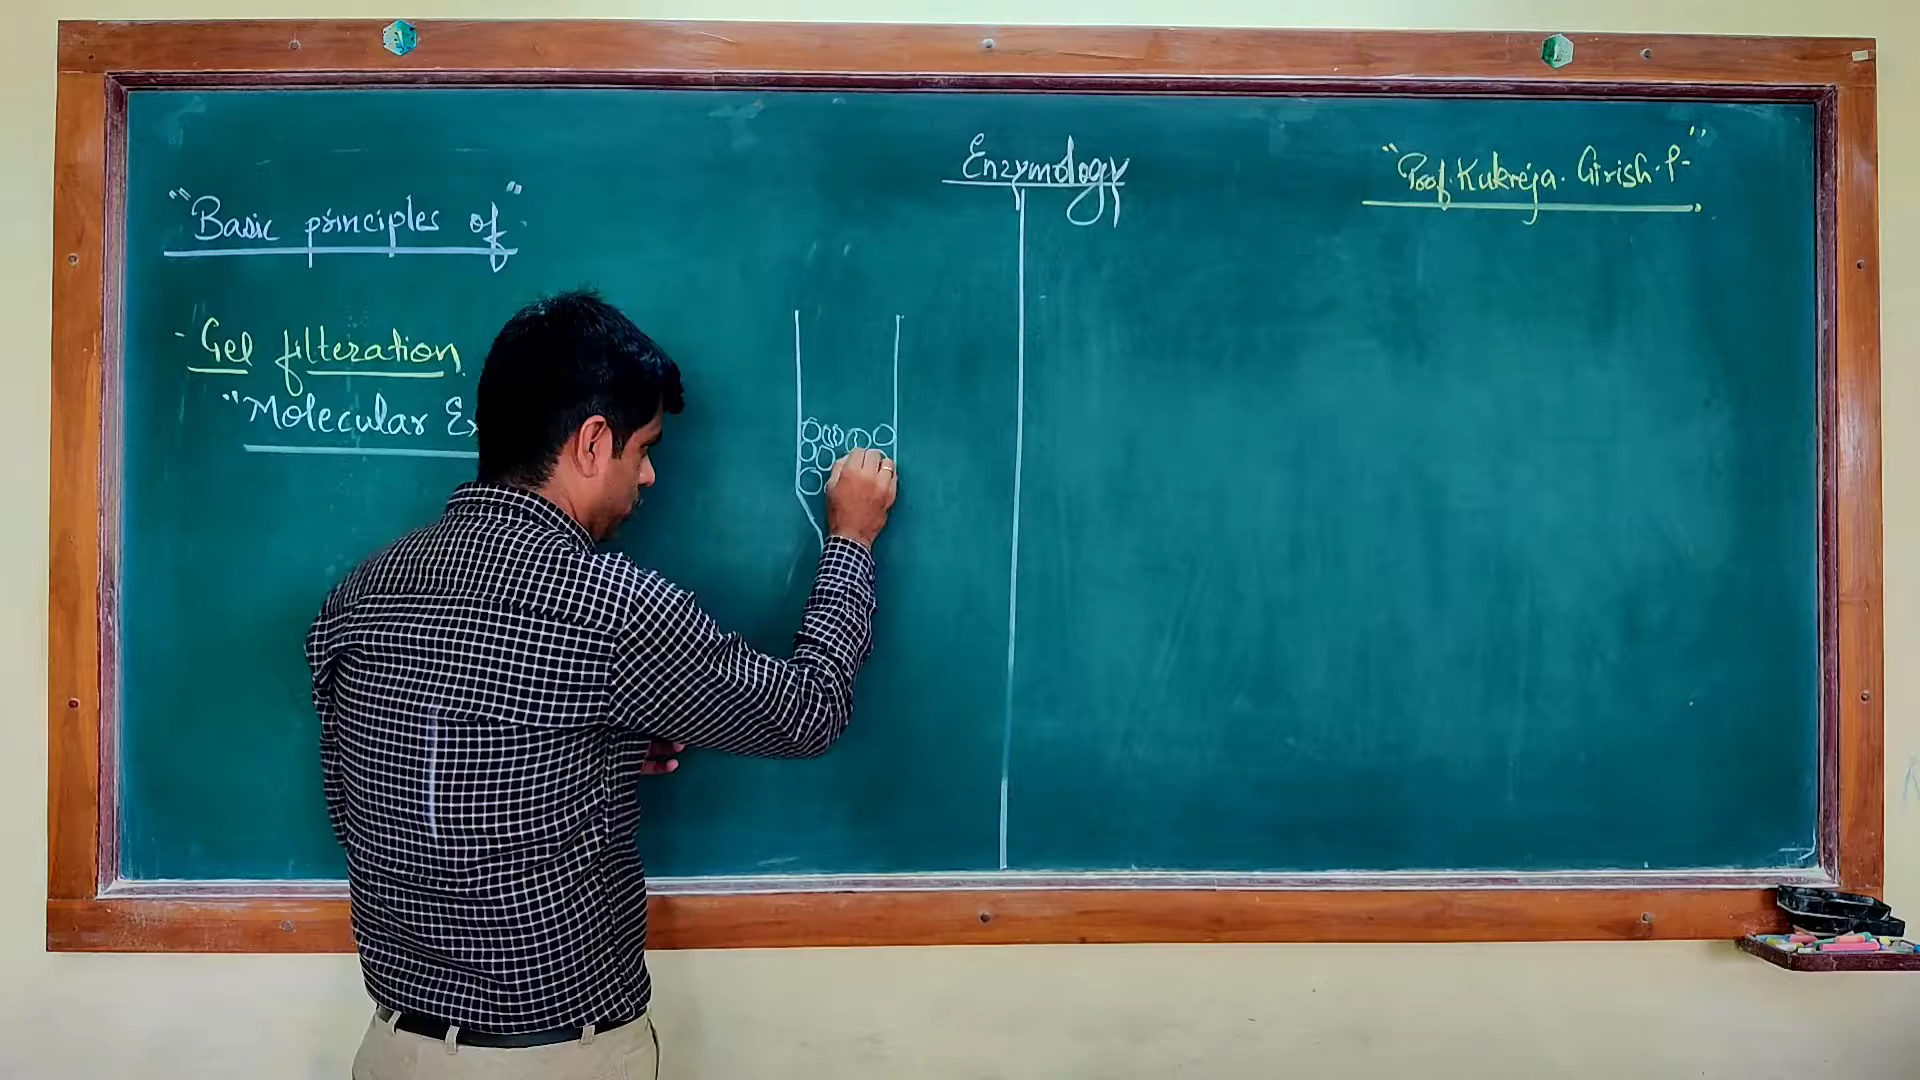 Enzymology
"Prof. Kukreja. Girish. P-"
"Basic principles of"
- Gel filteration
"Molecular